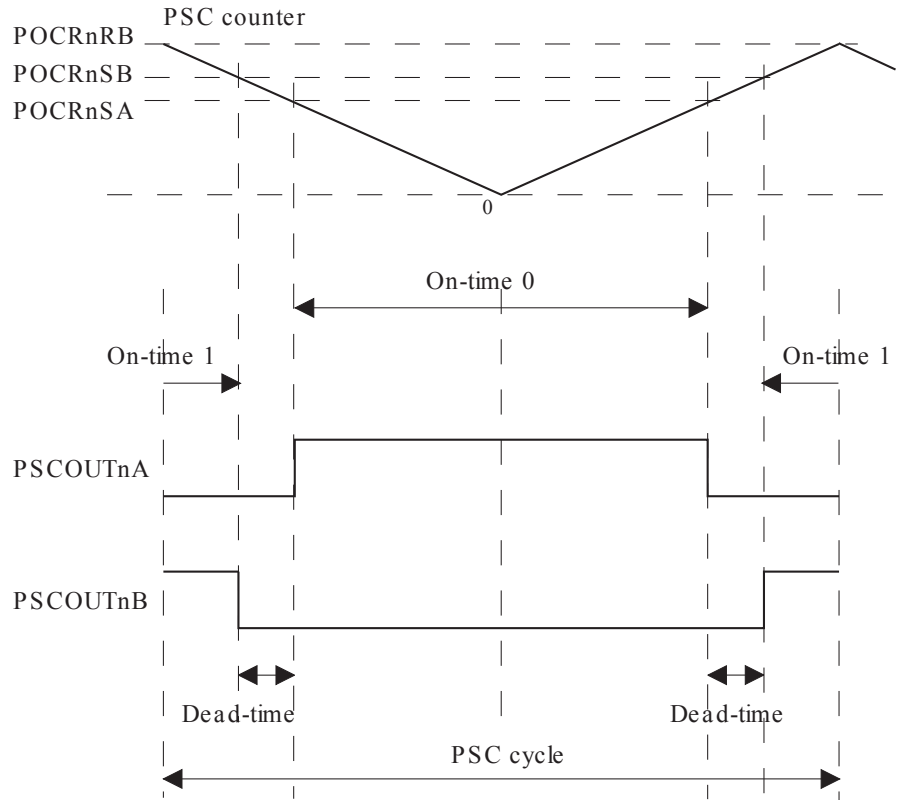 PSC counter
POCRnRB
POCRnSB
POCRnSA
0
On-time 0
On-time 1
On-time 1
PSCOUTnA
PSCOUTnB
Dead-time
Dead-time
PSC cycle